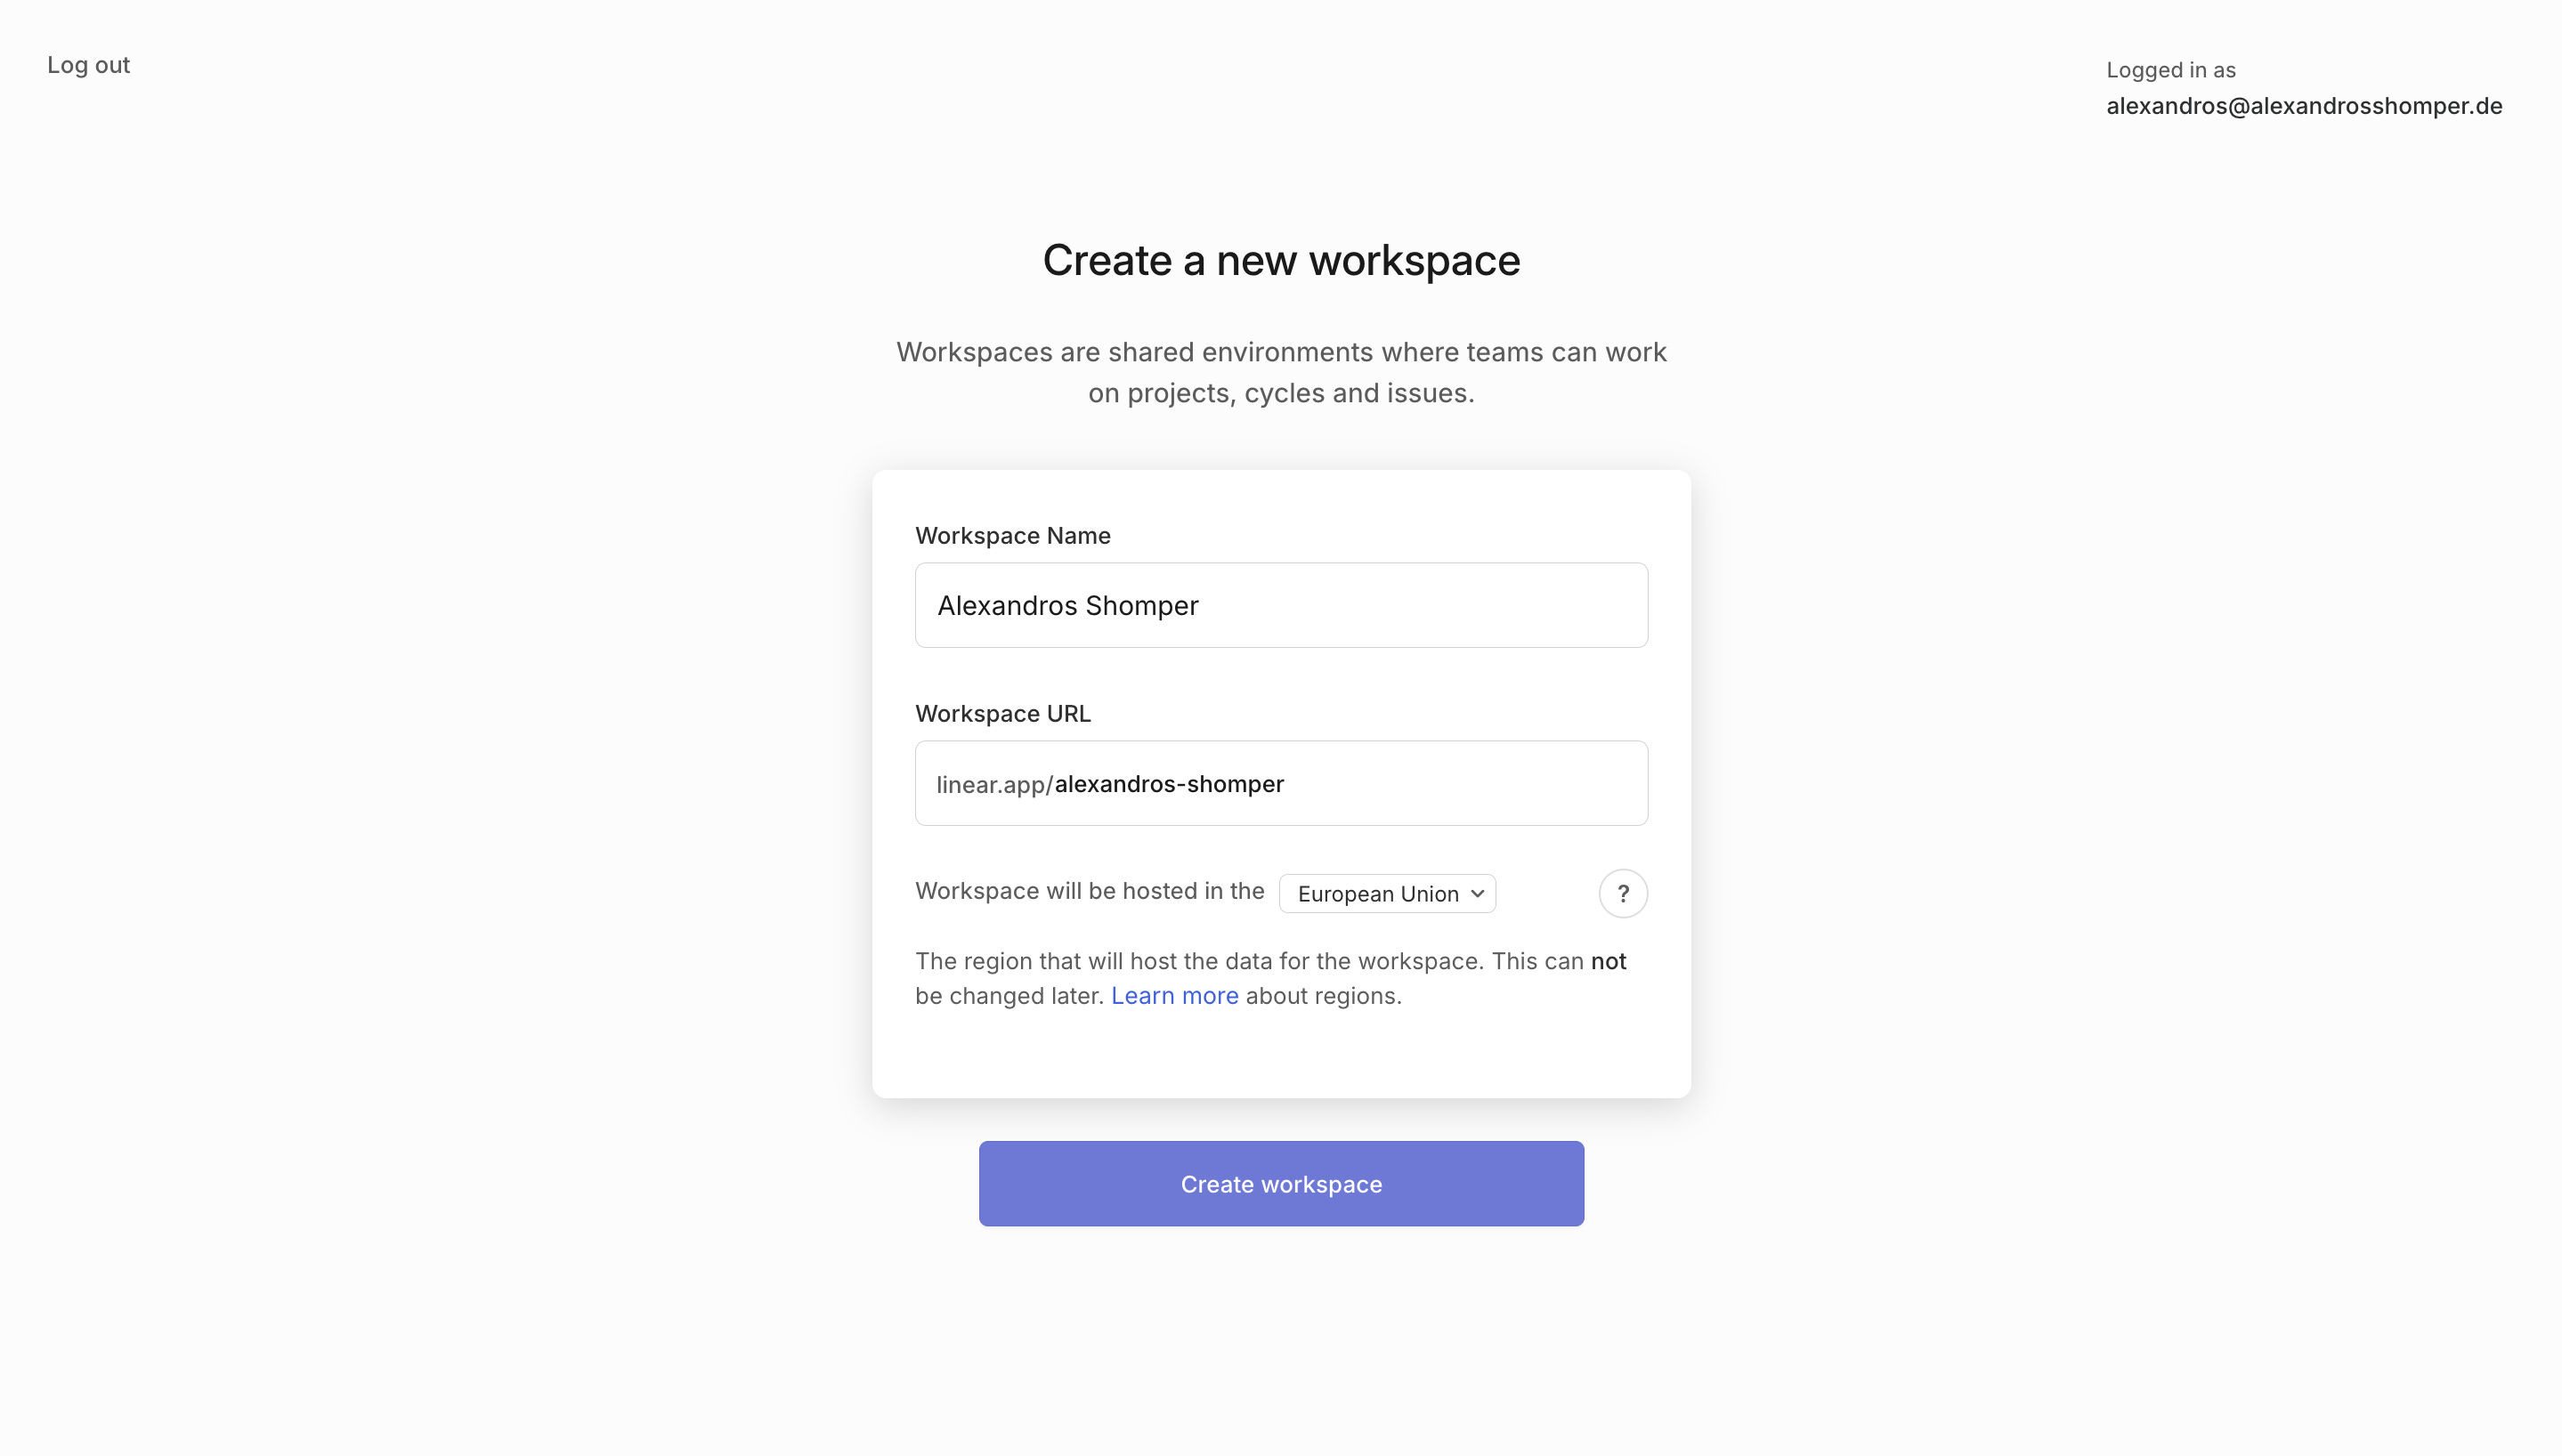 Log out
Logged in as
alexandros@alexandrosshomper.de
Create a new workspace
Workspaces are shared environments where teams can work
on projects, cycles and issues.
Workspace Name
Alexandros Shomper
Workspace URL
linear.app/alexandros-shomper
Workspace will be hosted in the European Union ?
The region that will host the data for the workspace. This can not
be changed later. Learn more about regions.
Create workspace